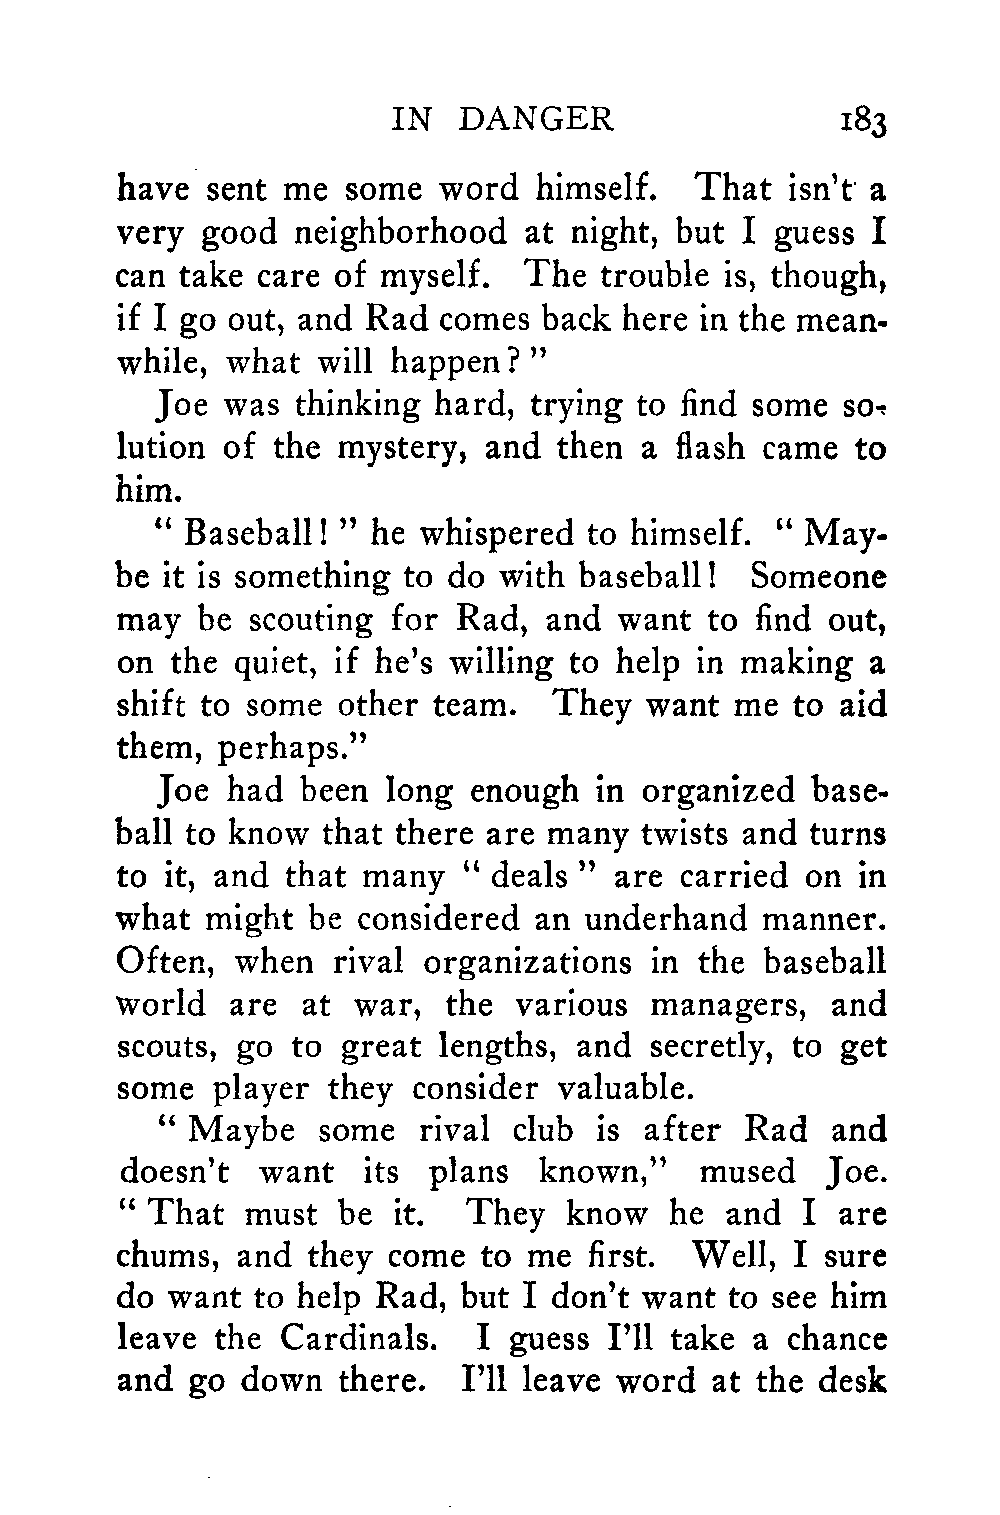 IN DANGER 183
have sent me some word himself. That isn't a
very good neighborhood at night, but I guess I
can take care of myself. The trouble is, though,
if I go out, and Rad comes back here in the mean-
while, what will happen? "
Joe was thinking hard, trying to find some so-
lution of the mystery, and then a flash came to
him.
" Baseball! " he whispered to himself. " May-
be it is something to do with baseball! Someone
may be scouting for Rad, and want to find out,
on the quiet, if he's willing to help in making a
shift to some other team. They want me to aid
them, perhaps."
Joe had been long enough in organized base-
ball to know that there are many twists and turns
to it, and that many " deals " are carried on in
what might be considered an underhand manner.
Often, when rival organizations in the baseball
world are at war, the various managers, and
scouts, go to great lengths, and secretly, to get
some player they consider valuable.
" Maybe some rival club is after Rad and
doesn't want its plans known," mused Joe.
" That must be it. They know he and I are
chums, and they come to me first. Well, I sure
do want to help Rad, but I don't want to see him
leave the Cardinals. I guess I'll take a chance
and go down there. I'll leave word at the desk